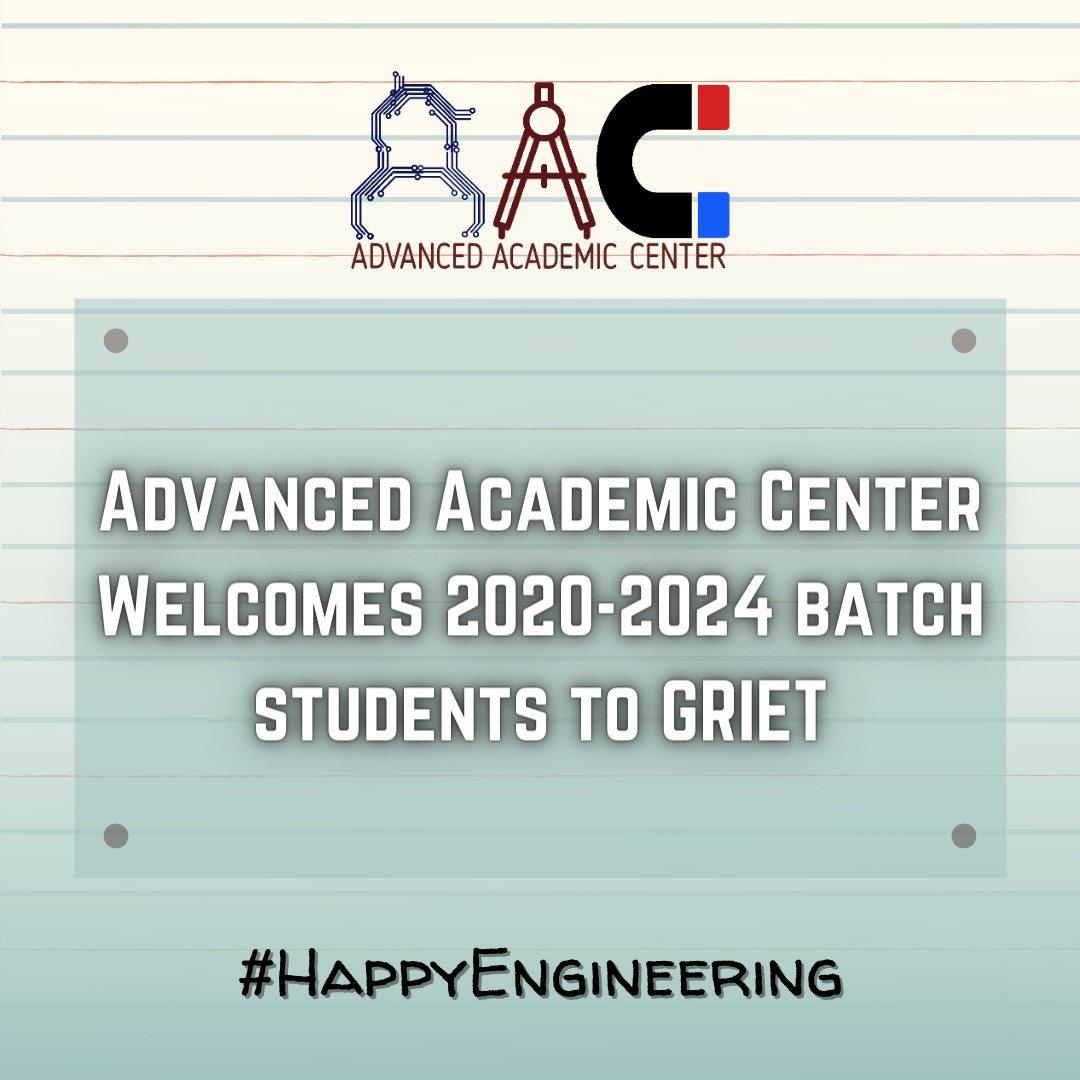 AAC
ADVANCED ACADEMIC CENTER
Advanced Academic Center
Welcomes 2020-2024 batch
students to GRIET
#HappyEngineering